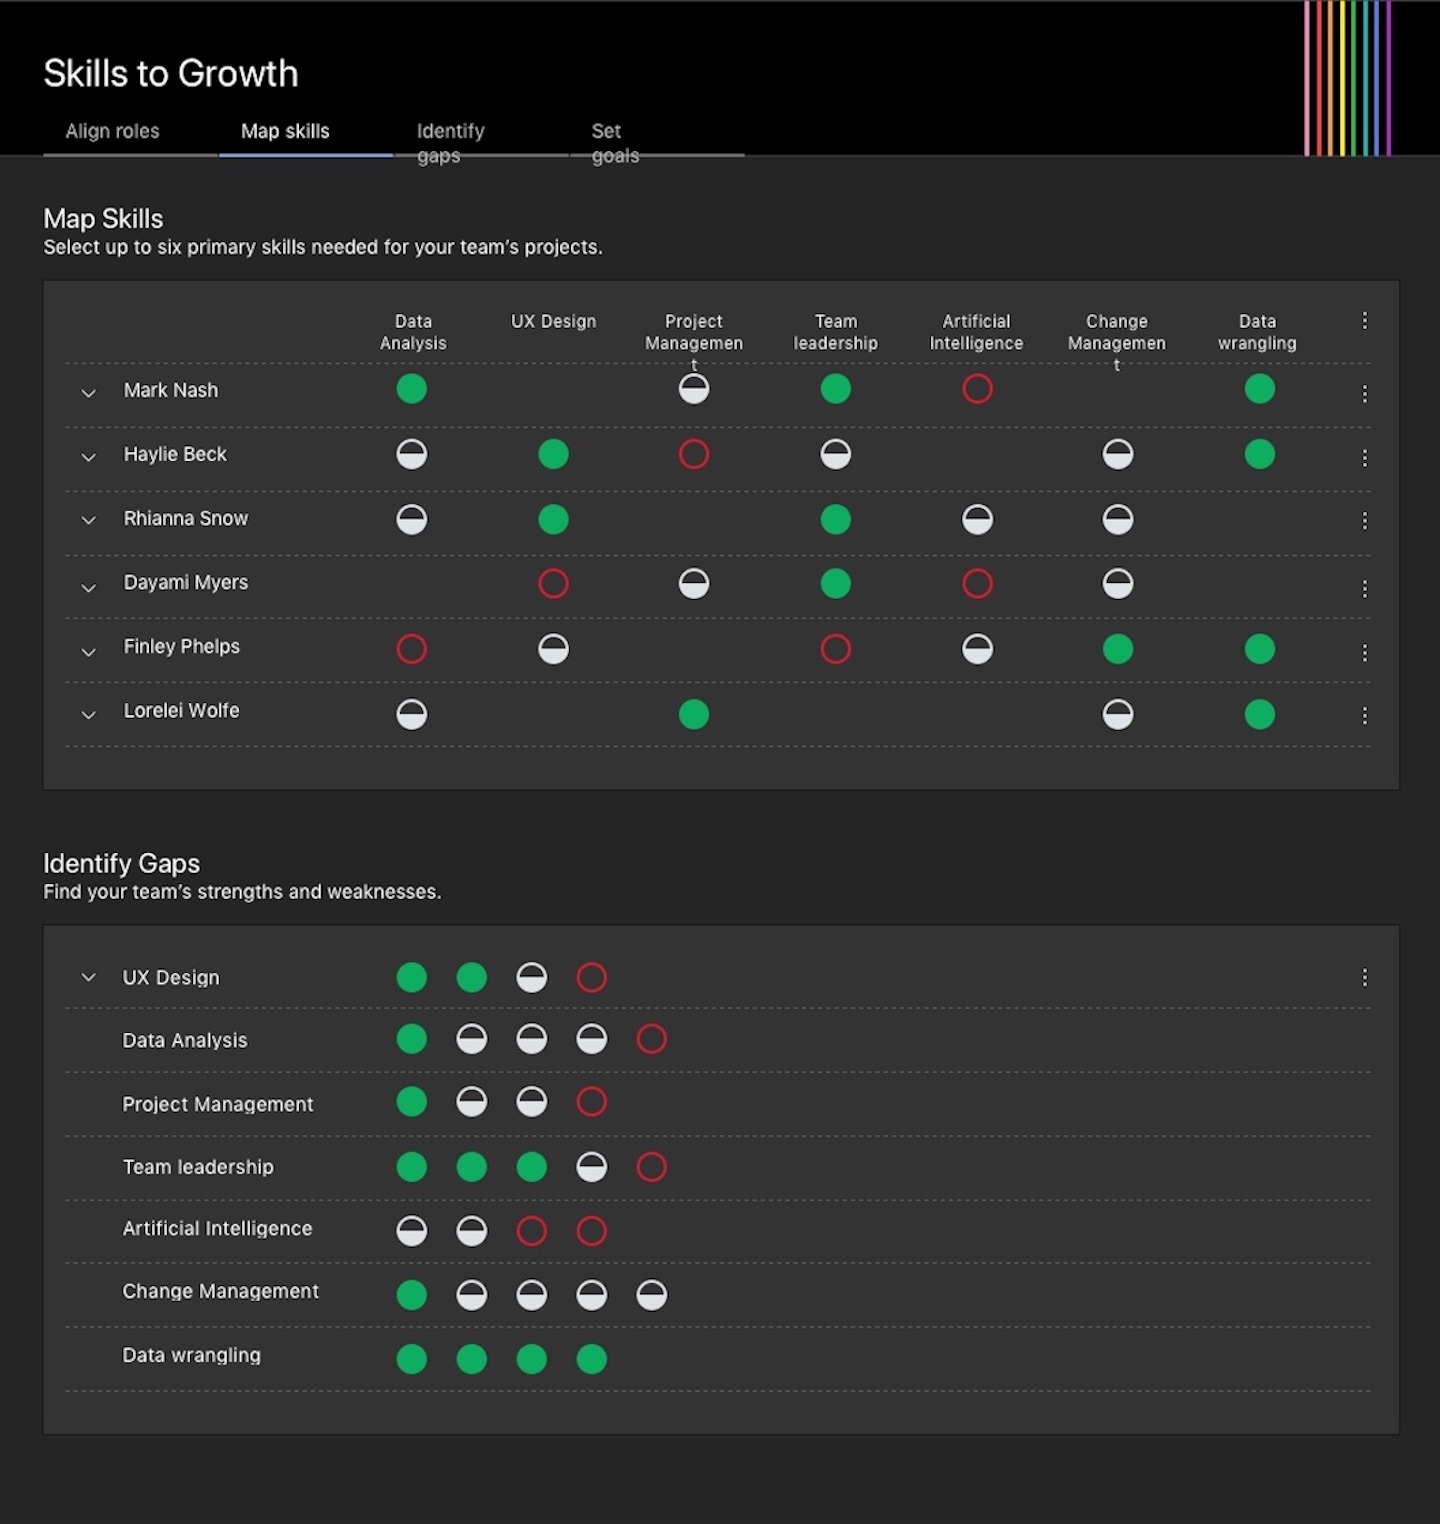 Skills to Growth
Align roles
Map skills
Identify
gaps
Set
goals
Map Skills
Select up to six primary skills needed for your team’s projects.
Data
Analysis
UX Design
Project
Managemen
t
Team
leadership
Artificial
Intelligence
Change
Managemen
t
Data
wrangling
Mark Nash
Haylie Beck
Rhianna Snow
Dayami Myers
Finley Phelps
Lorelei Wolfe
Identify Gaps
Find your team’s strengths and weaknesses.
UX Design
Data Analysis
Project Management
Team leadership
Artificial Intelligence
Change Management
Data wrangling